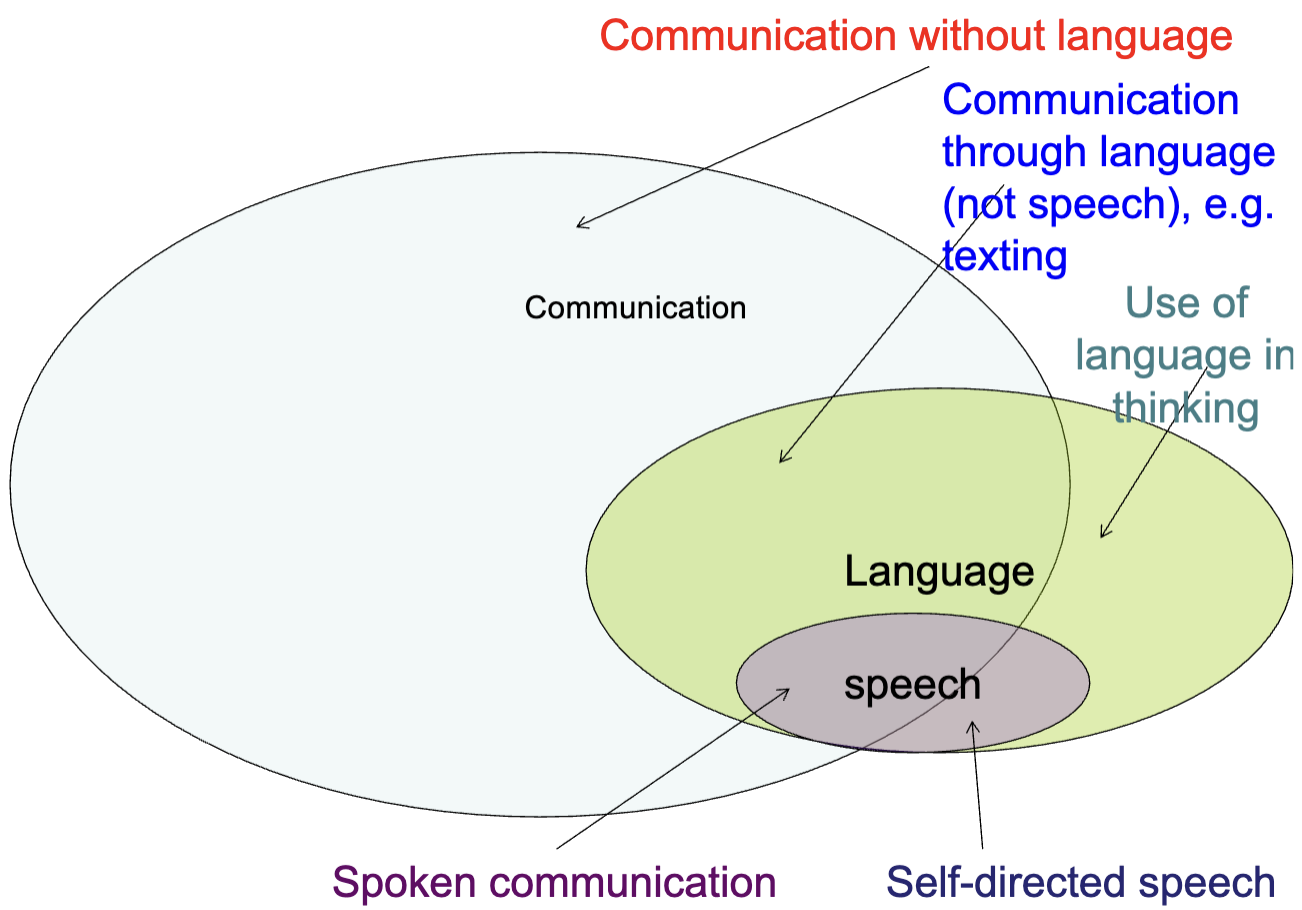 Communication without language
Communication
through language
(not speech), e.g.
texting
Use of
language in
thinking
Communication
Language
speech
Spoken communication
Self-directed speech